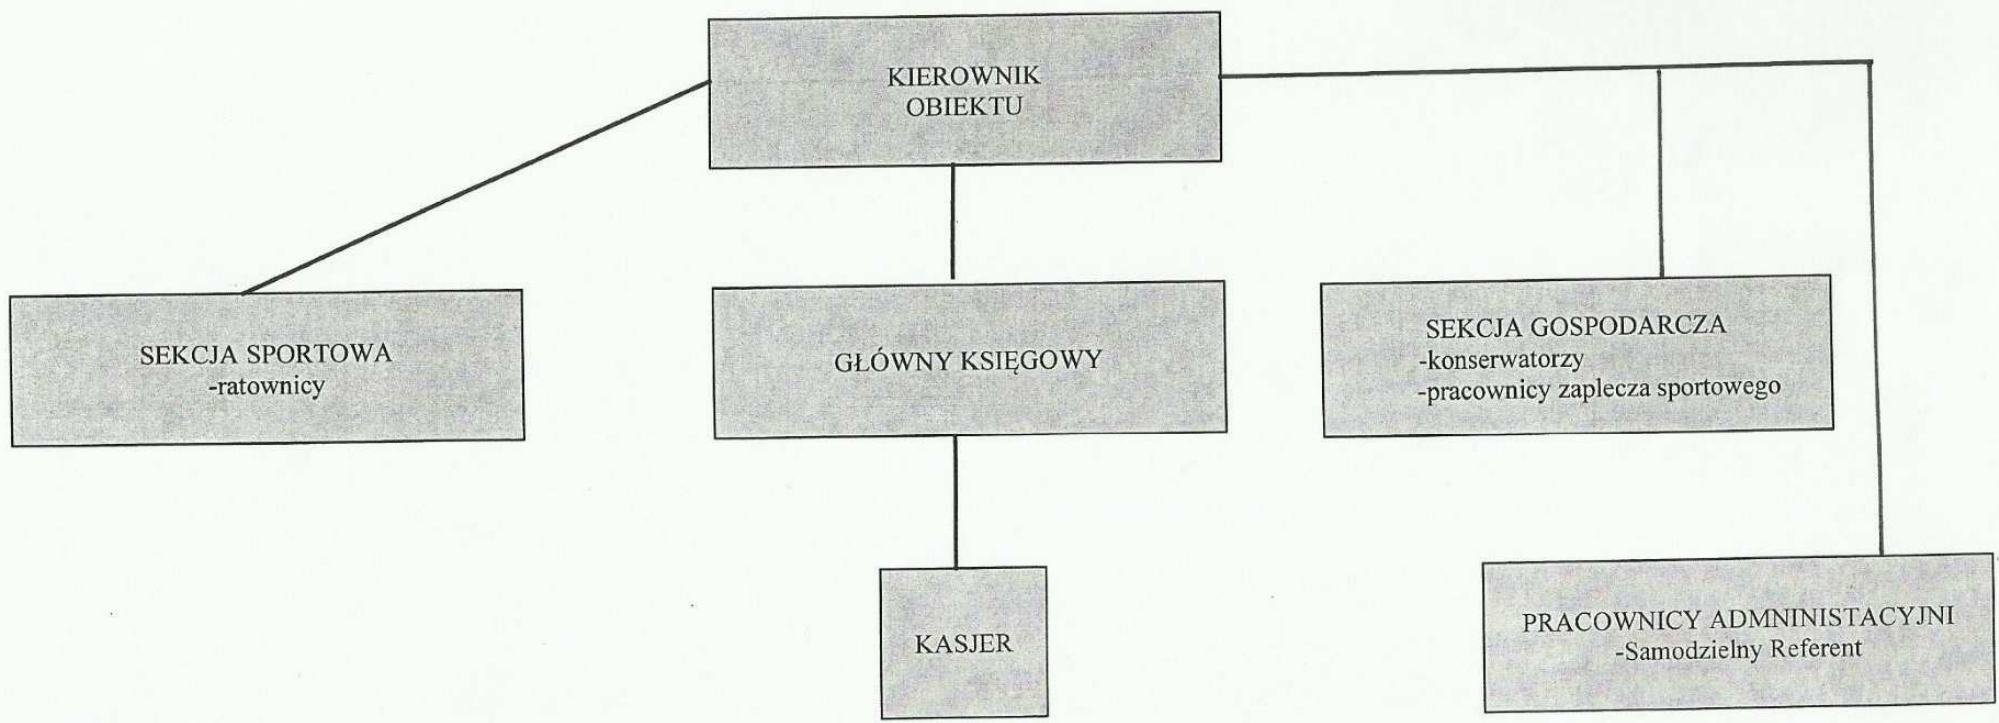 KIEROWNIK
OBIEKTU
SEKCJA SPORTOWA
-ratownicy
GŁÓWNY KSIĘGOWY
SEKCJA GOSPODARCZA
-konserwatorzy
-pracownicy zaplecza sportowego
KASJER
PRACOWNICY ADMNINISTACYJNI
-Samodzielny Referent